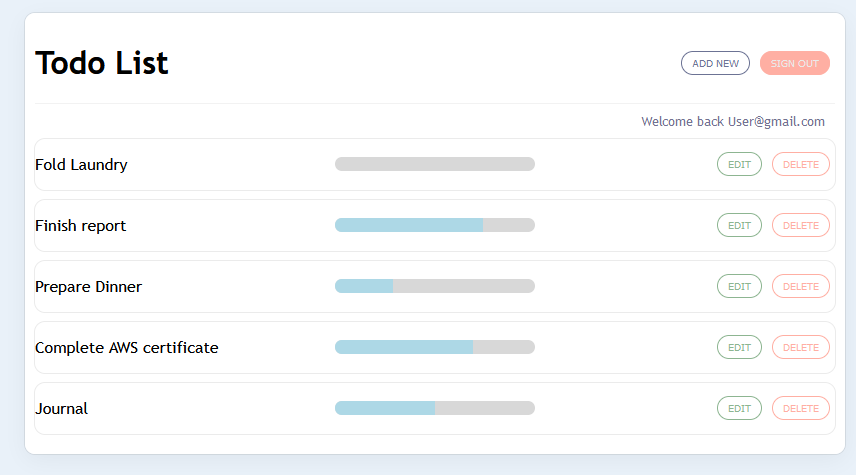 Todo List
ADD NEW SIGN OUT
Welcome back User@gmail.com
Fold Laundry EDIT DELETE
Finish report EDIT DELETE
Prepare Dinner EDIT DELETE
Complete AWS certificate EDIT DELETE
Journal EDIT DELETE